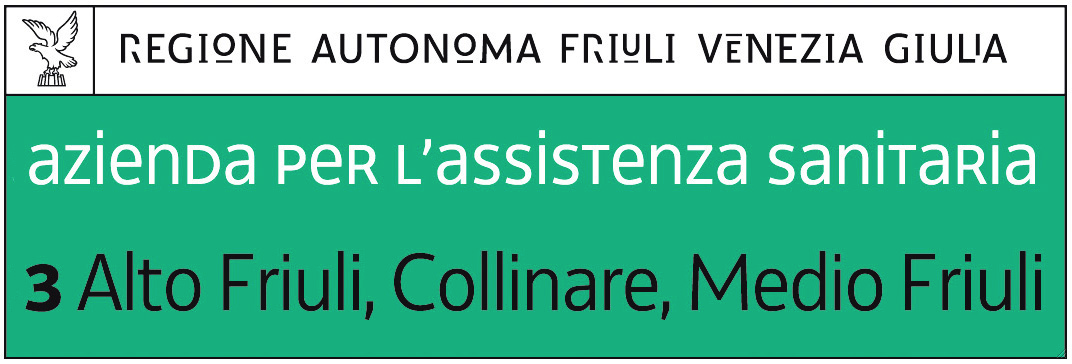 REGIONE AUTONOMA FRIULI VENEZIA GIULIA
azienda per l'assistenza sanitaria
3 Alto Friuli, Collinare, Medio Friuli